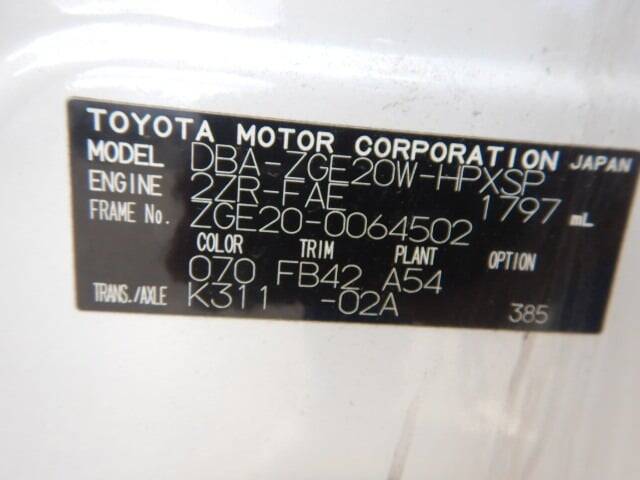 TOYOTA MOTOR CORPORATION JAPAN
MODEL DBA-ZGE20W-HPXSP
ENGINE 2ZR-FAE 1797 mL
FRAME No. ZGE20-0064502
COLOR TRIM PLANT OPTION
070 FB42 A54
TRANS./AXLE K311 -02A 385